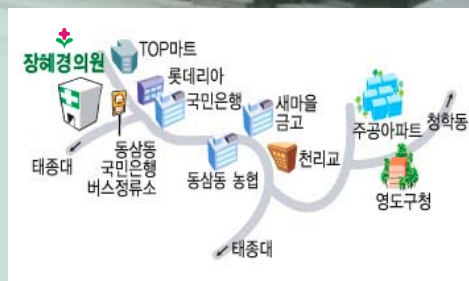 TOP마트
장혜경의원
롯데리아
국민은행
새마을
금고
주공아파트
청학동
태종대
동삼동
국민은행
버스정류소
동삼동 농협
천리교
영도구청
태종대